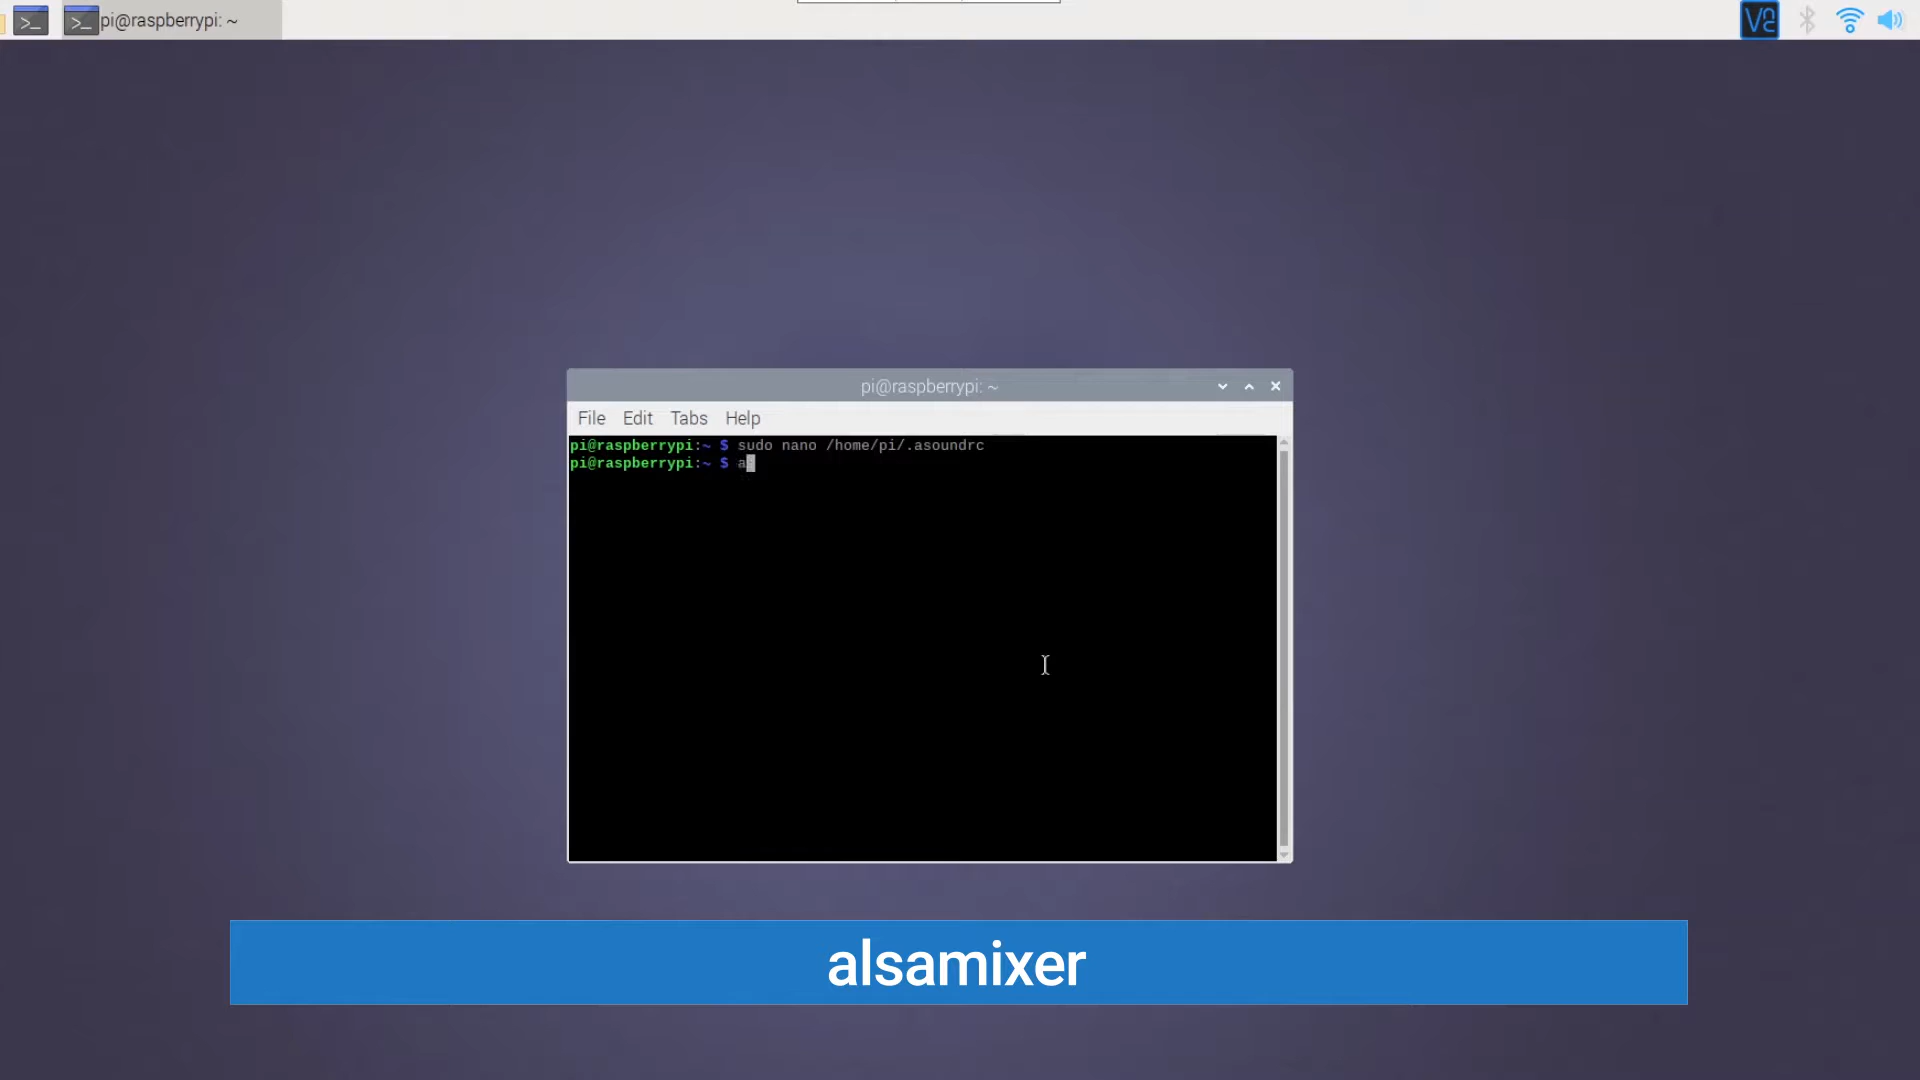 >_ >_ pi@raspberrypi: ~
pi@raspberrypi: ~
File Edit Tabs Help
pi@raspberrypi:~ $ sudo nano /home/pi/.asoundrc
pi@raspberrypi:~ $ a
alsamixer